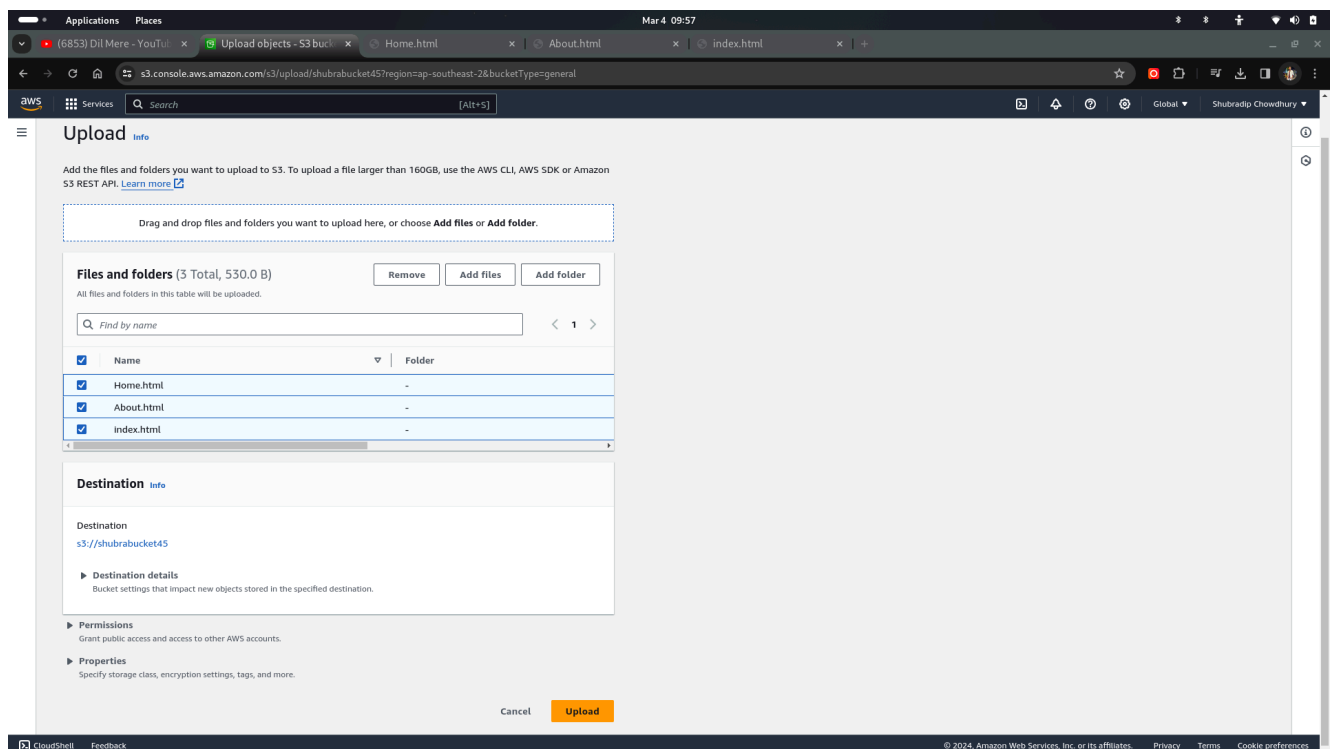 Applications Places Mar 4 09:57
(6853) Dil Mere - YouTub × Upload objects - S3 buck × Home.html × About.html × index.html × +
s3.console.aws.amazon.com/s3/upload/shubrabucket45?region=ap-southeast-2&bucketType=general
aws Services Search [Alt+S] Global Shubradip Chowdhury
Upload Info
Add the files and folders you want to upload to S3. To upload a file larger than 160GB, use the AWS CLI, AWS SDK or Amazon
S3 REST API. Learn more
Drag and drop files and folders you want to upload here, or choose Add files or Add folder.
Files and folders (3 Total, 530.0 B) Remove Add files Add folder
All files and folders in this table will be uploaded.
Find by name 1
Name Folder
Home.html -
About.html -
index.html -
Destination Info
Destination
s3://shubrabucket45
Destination details
Bucket settings that impact new objects stored in the specified destination.
Permissions
Grant public access and access to other AWS accounts.
Properties
Specify storage class, encryption settings, tags, and more.
Cancel Upload
CloudShell Feedback © 2024, Amazon Web Services, Inc. or its affiliates. Privacy Terms Cookie preferences